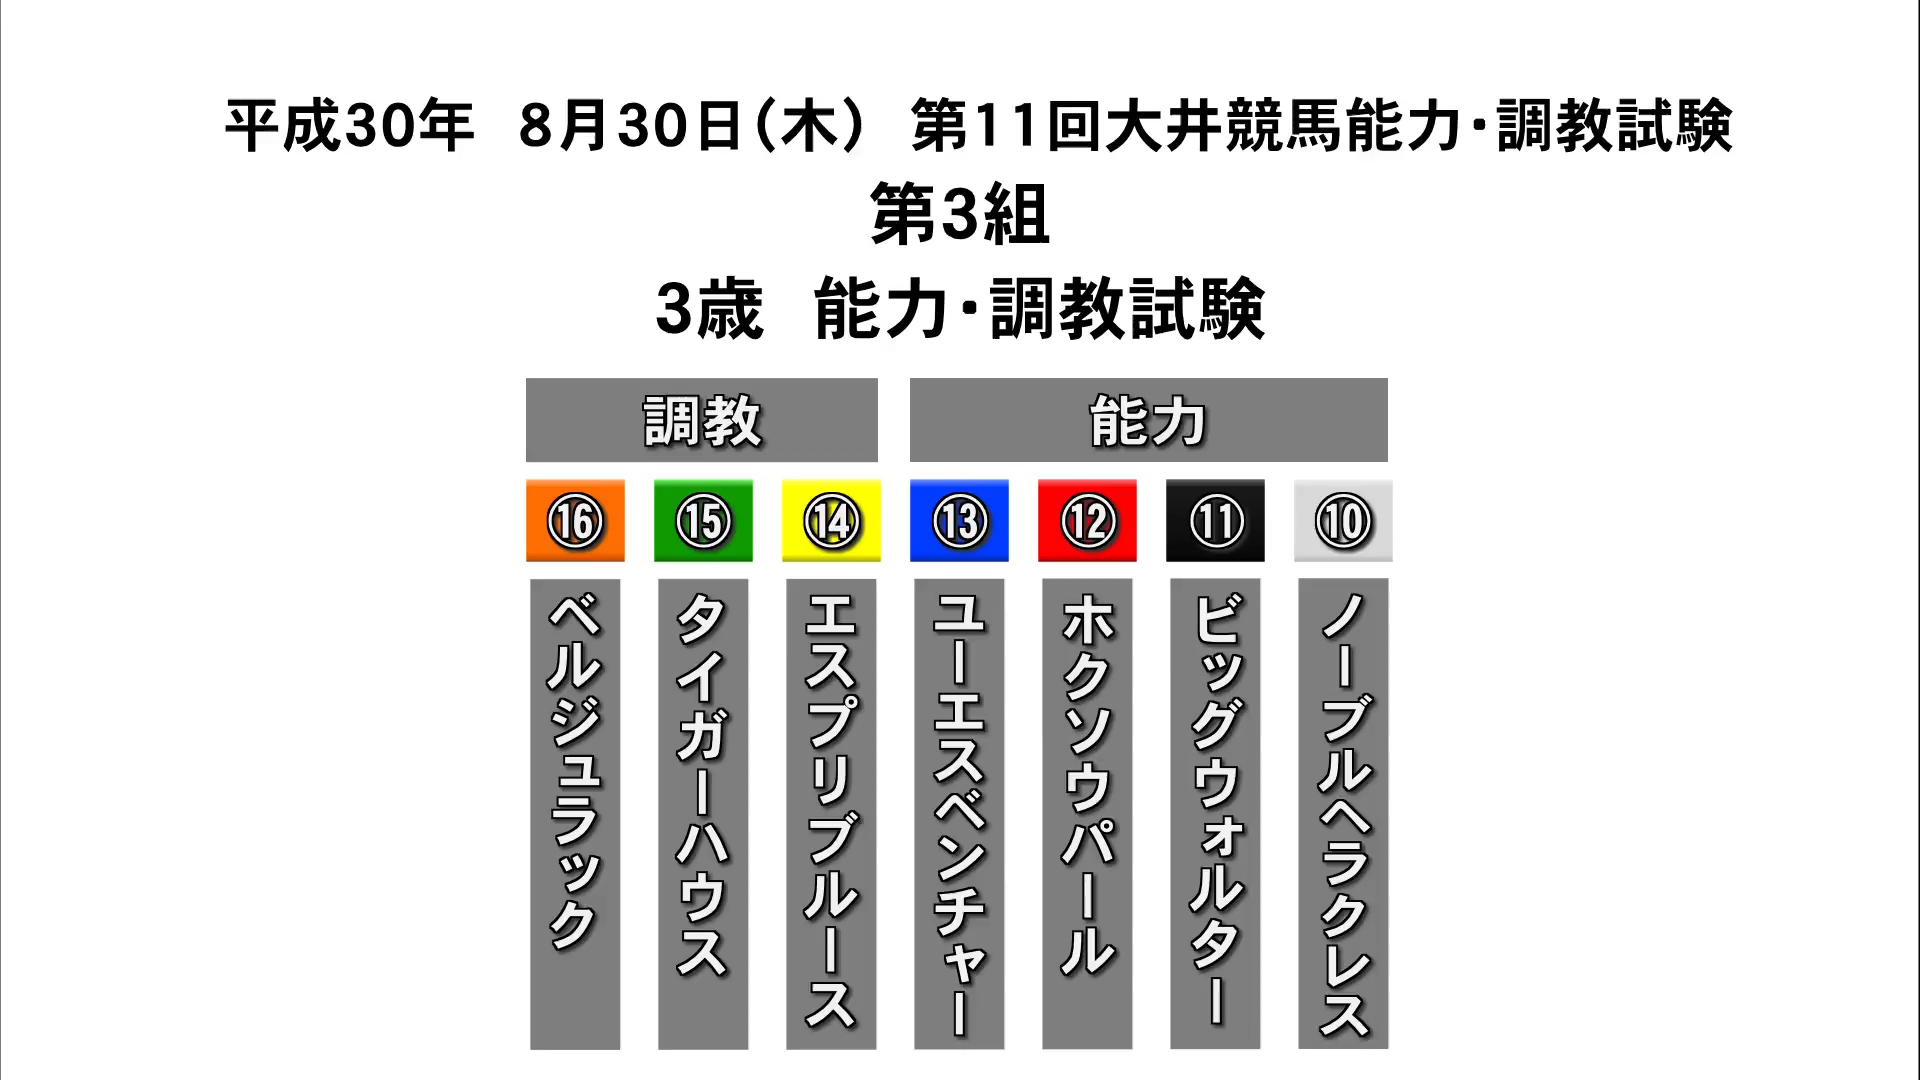 平成30年　8月30日(木)　第11回大井競馬能力・調教試験
第3組
3歳　能力・調教試験
調教
能力
⑯
⑮
⑭
⑬
⑫
⑪
⑩
ベルジュラック
タイガーハウス
エスプリブルース
ユーエスベンチャー
ホクソウパール
ビッグウォルター
ノーブルヘラクレス